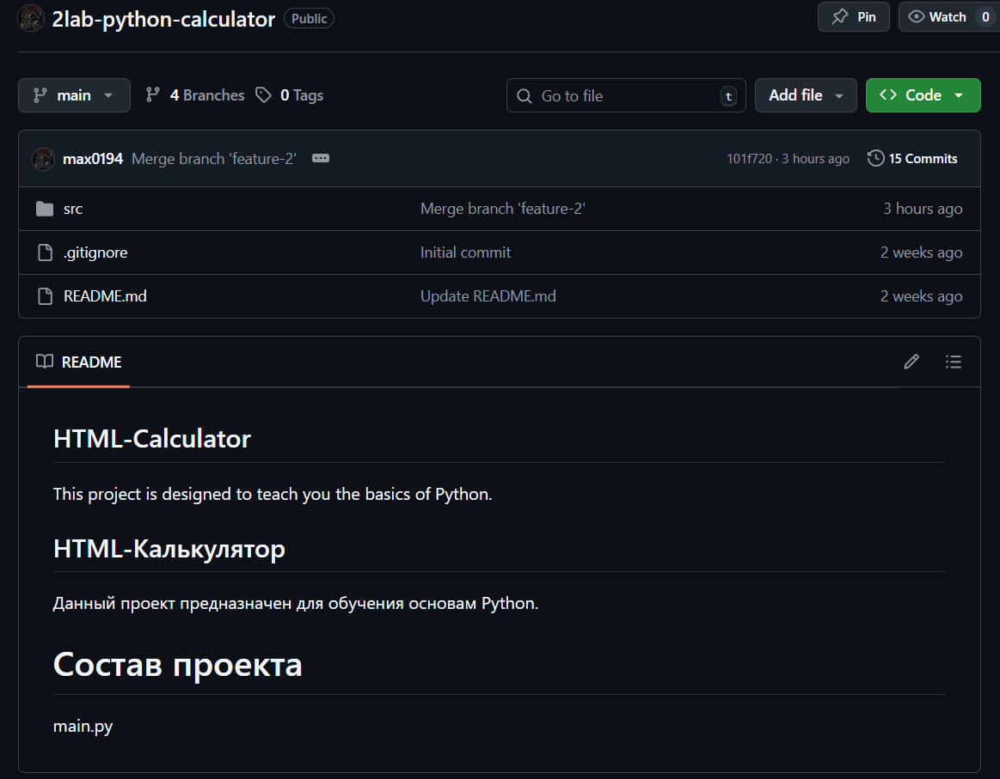 2lab-python-calculator Public Pin Watch 0
main 4 Branches 0 Tags Go to file t Add file Code
max0194 Merge branch 'feature-2' 101f720 · 3 hours ago 15 Commits
src Merge branch 'feature-2' 3 hours ago
.gitignore Initial commit 2 weeks ago
README.md Update README.md 2 weeks ago
README
HTML-Calculator
This project is designed to teach you the basics of Python.
HTML-Калькулятор
Данный проект предназначен для обучения основам Python.
Состав проекта
main.py